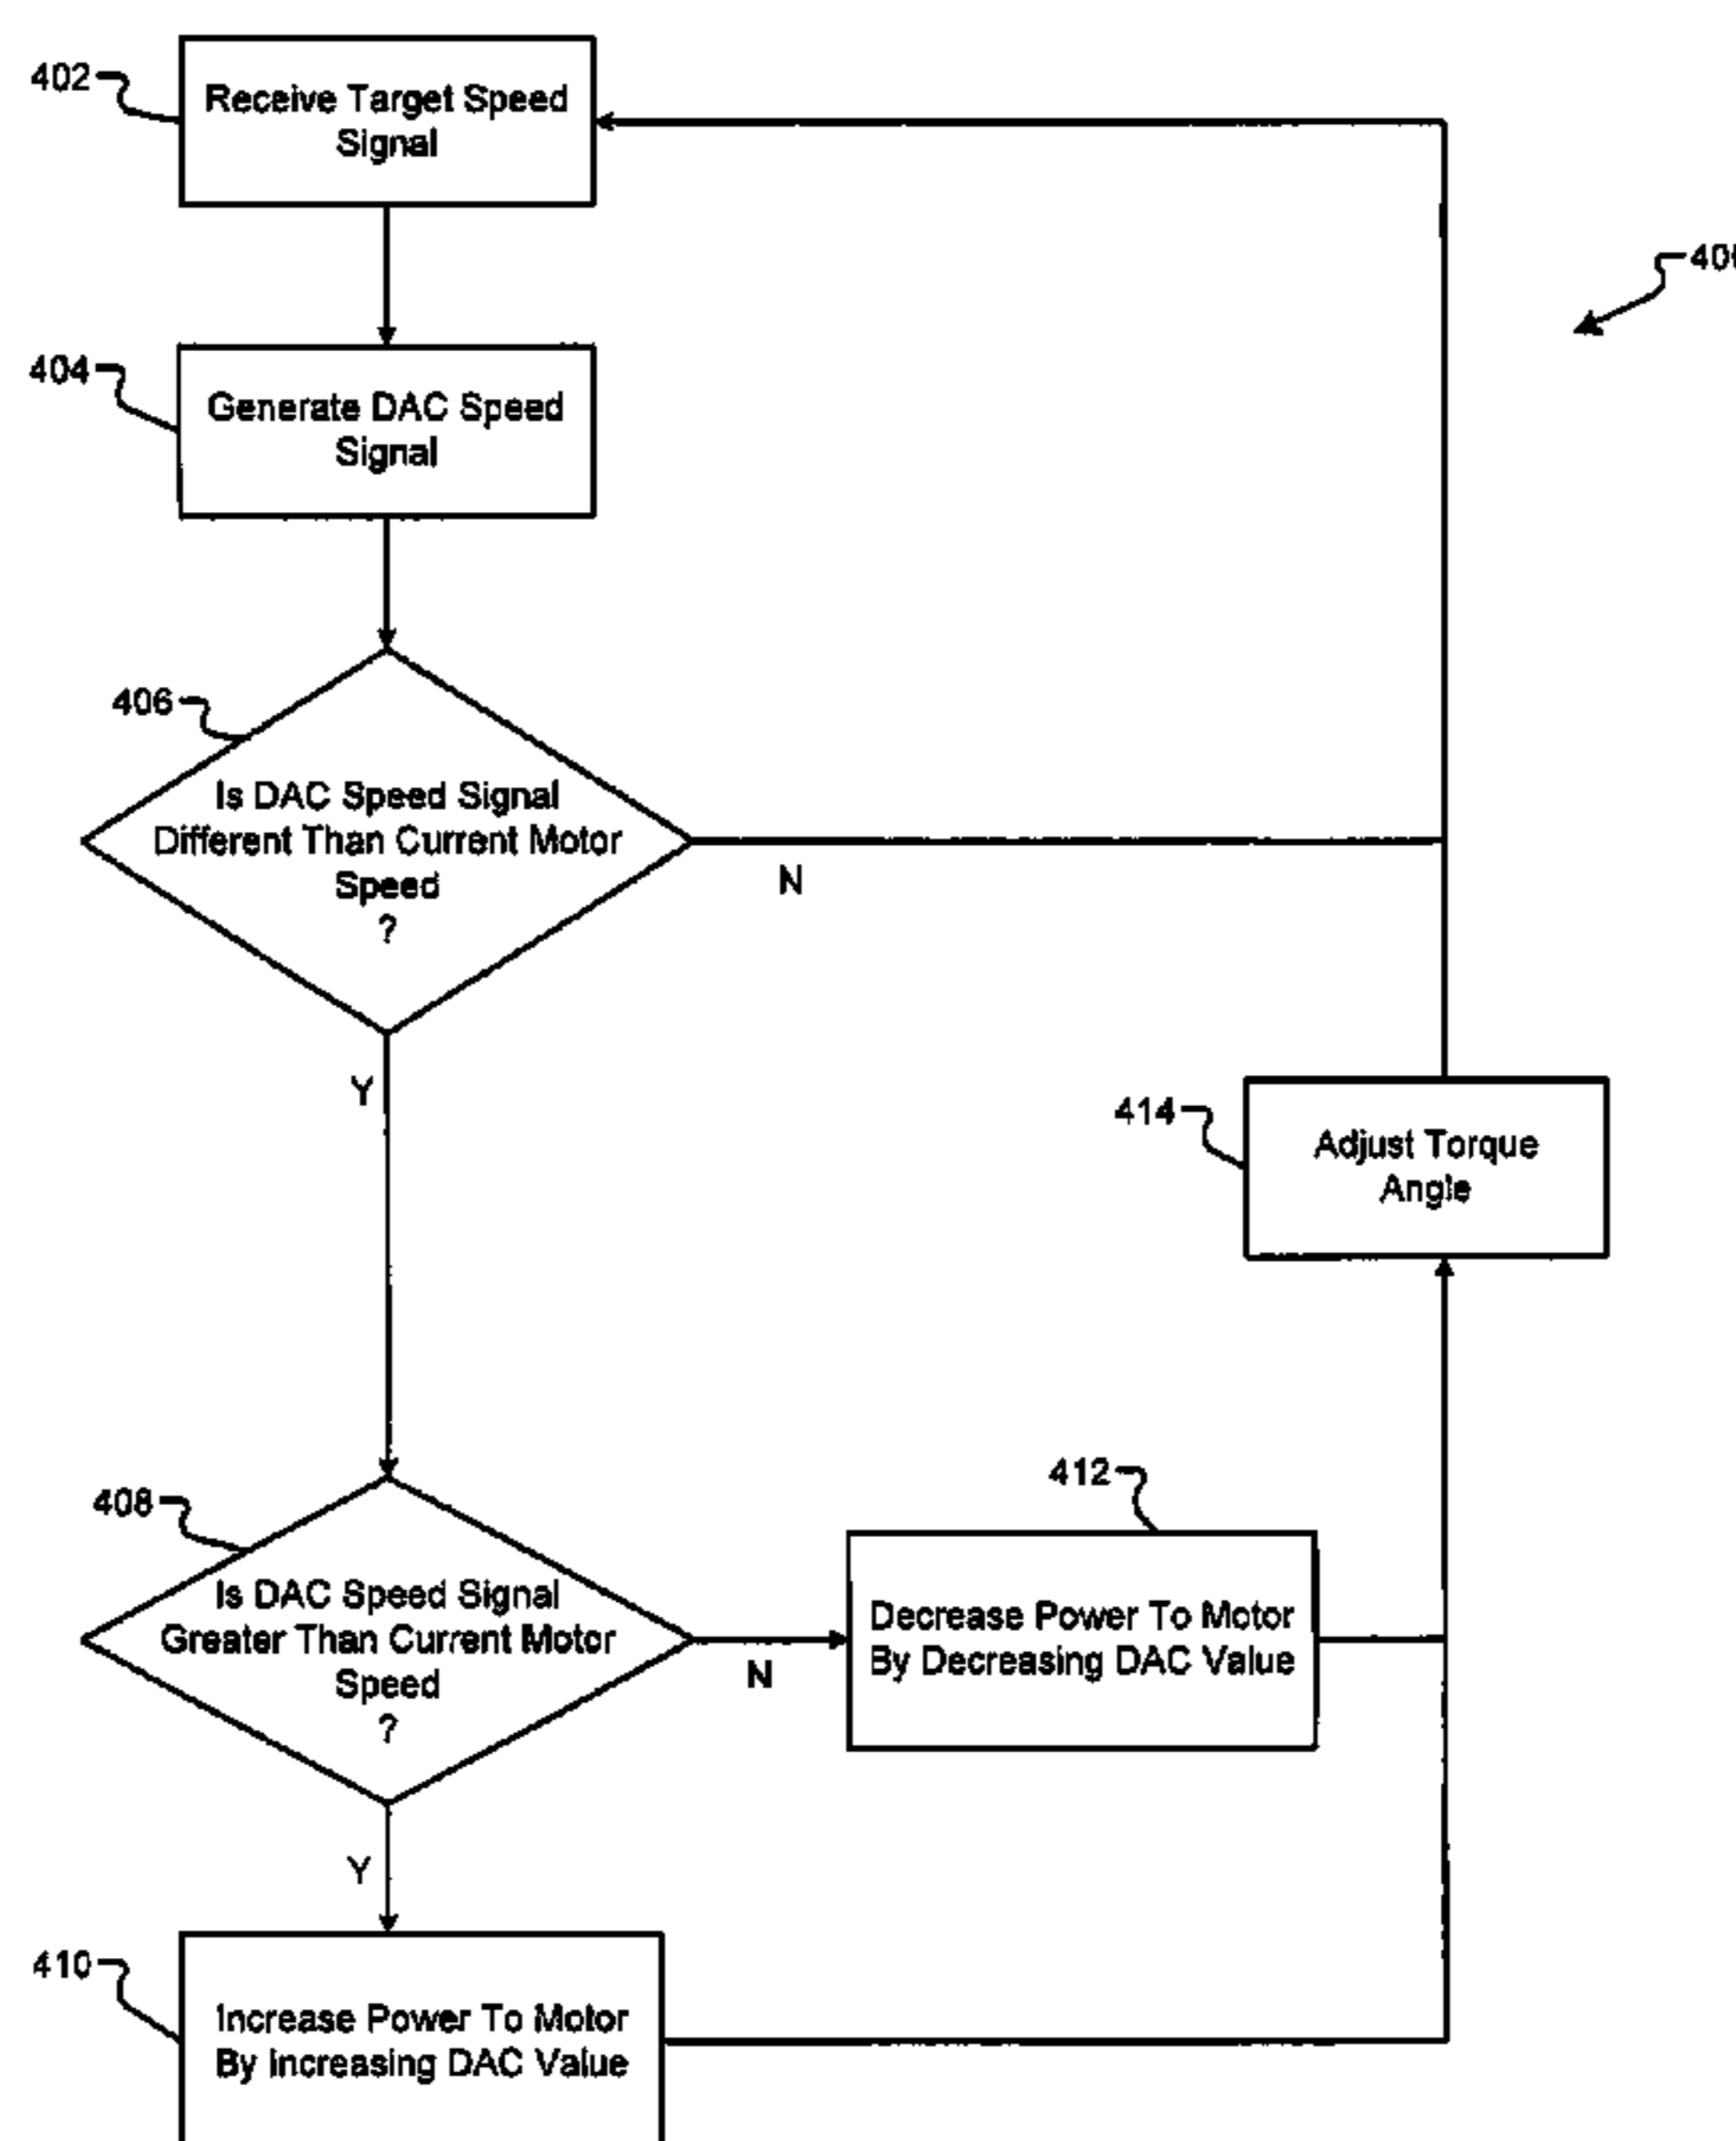 402
Receive Target Speed
Signal
404
Generate DAC Speed
Signal
406
Is DAC Speed Signal
Different Than Current Motor
Speed
?
N
Y
414
Adjust Torque
Angle
408
Is DAC Speed Signal
Greater Than Current Motor
Speed
?
N
412
Decrease Power To Motor
By Decreasing DAC Value
Y
410
Increase Power To Motor
By Increasing DAC Value